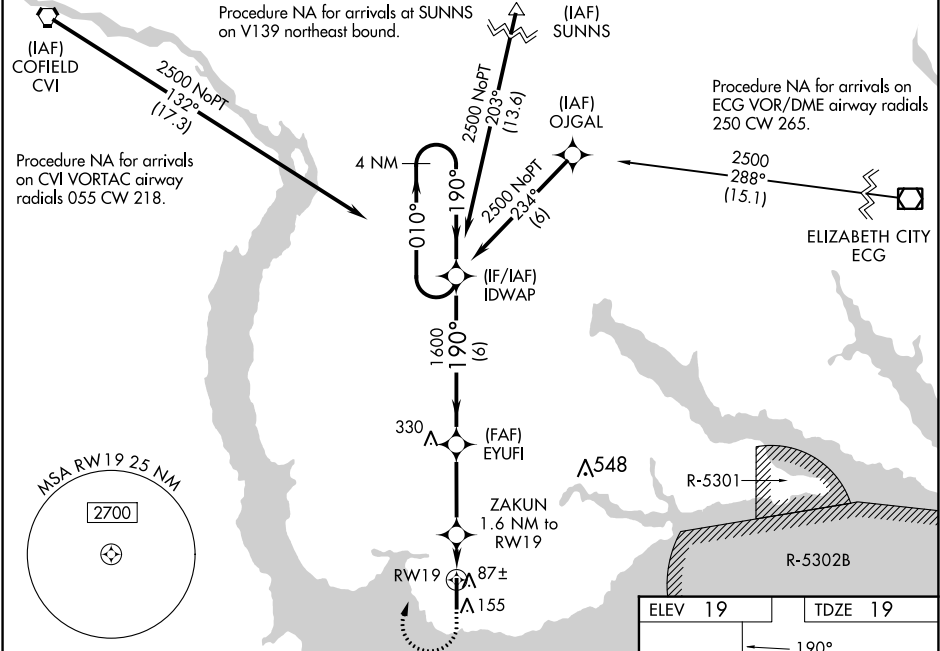 Procedure NA for arrivals at SUNNS
on V139 northeast bound.
(IAF)
SUNNS
(IAF)
COFIELD
CVI
2500 NoPT
132°
(17.3)
Procedure NA for arrivals
on CVI VORTAC airway
radials 055 CW 218.
2500 NoPT
203°
(13.6)
(IAF)
OJGAL
Procedure NA for arrivals on
ECG VOR/DME airway radials
250 CW 265.
2500
288°
(15.1)
ELIZABETH CITY
ECG
4 NM
010°
190°
2500 NoPT
234°
(6)
(IF/IAF)
IDWAP
1600
190°
(6)
330
(FAF)
EYUFI
548
R-5301
R-5302B
MSA RW19 25 NM
2700
ZAKUN
1.6 NM to
RW19
RW19
87±
155
ELEV 19
TDZE 19
190°